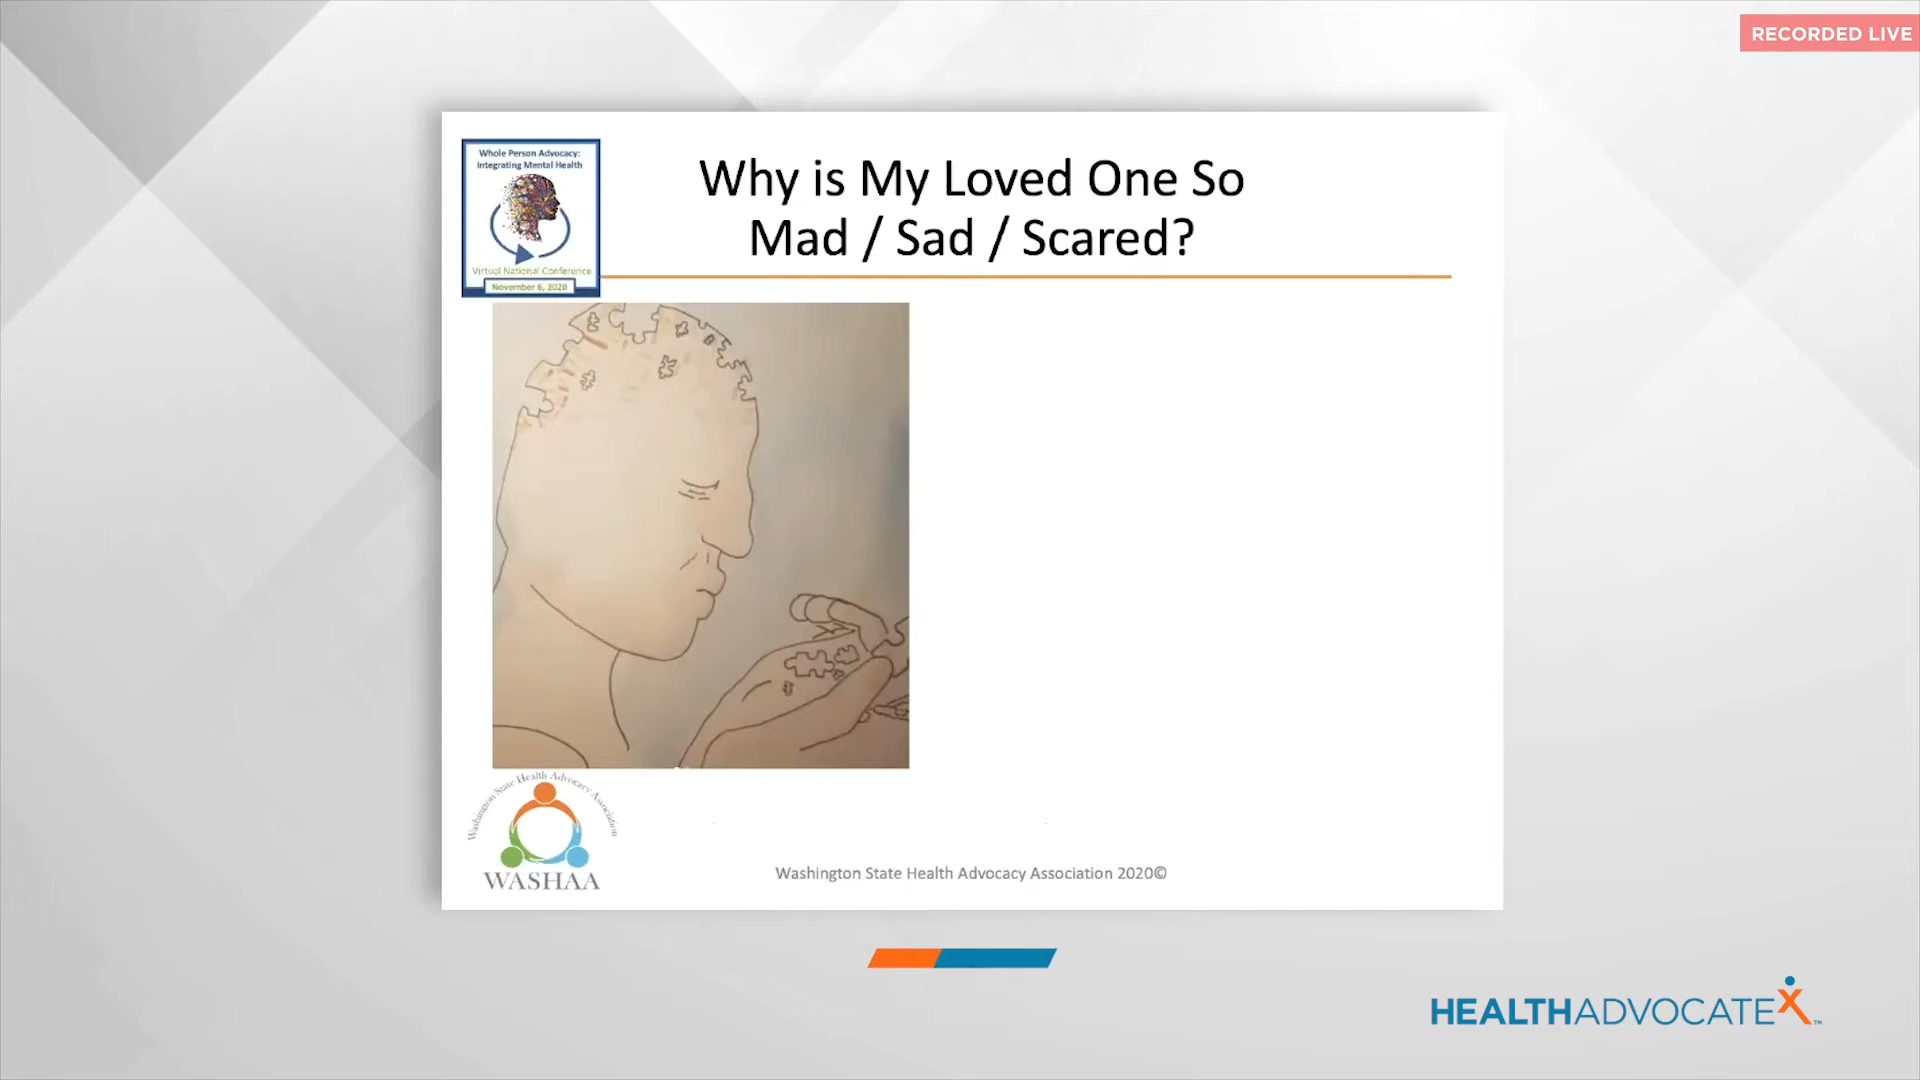 RECORDED LIVE
Whole Person Advocacy:
Integrating Mental Health
Virtual National Conference
November 6, 2020
Why is My Loved One So
Mad / Sad / Scared?
Washington State Health Advocacy Association
WASHAA
Washington State Health Advocacy Association 2020©
HEALTHADVOCATEX™